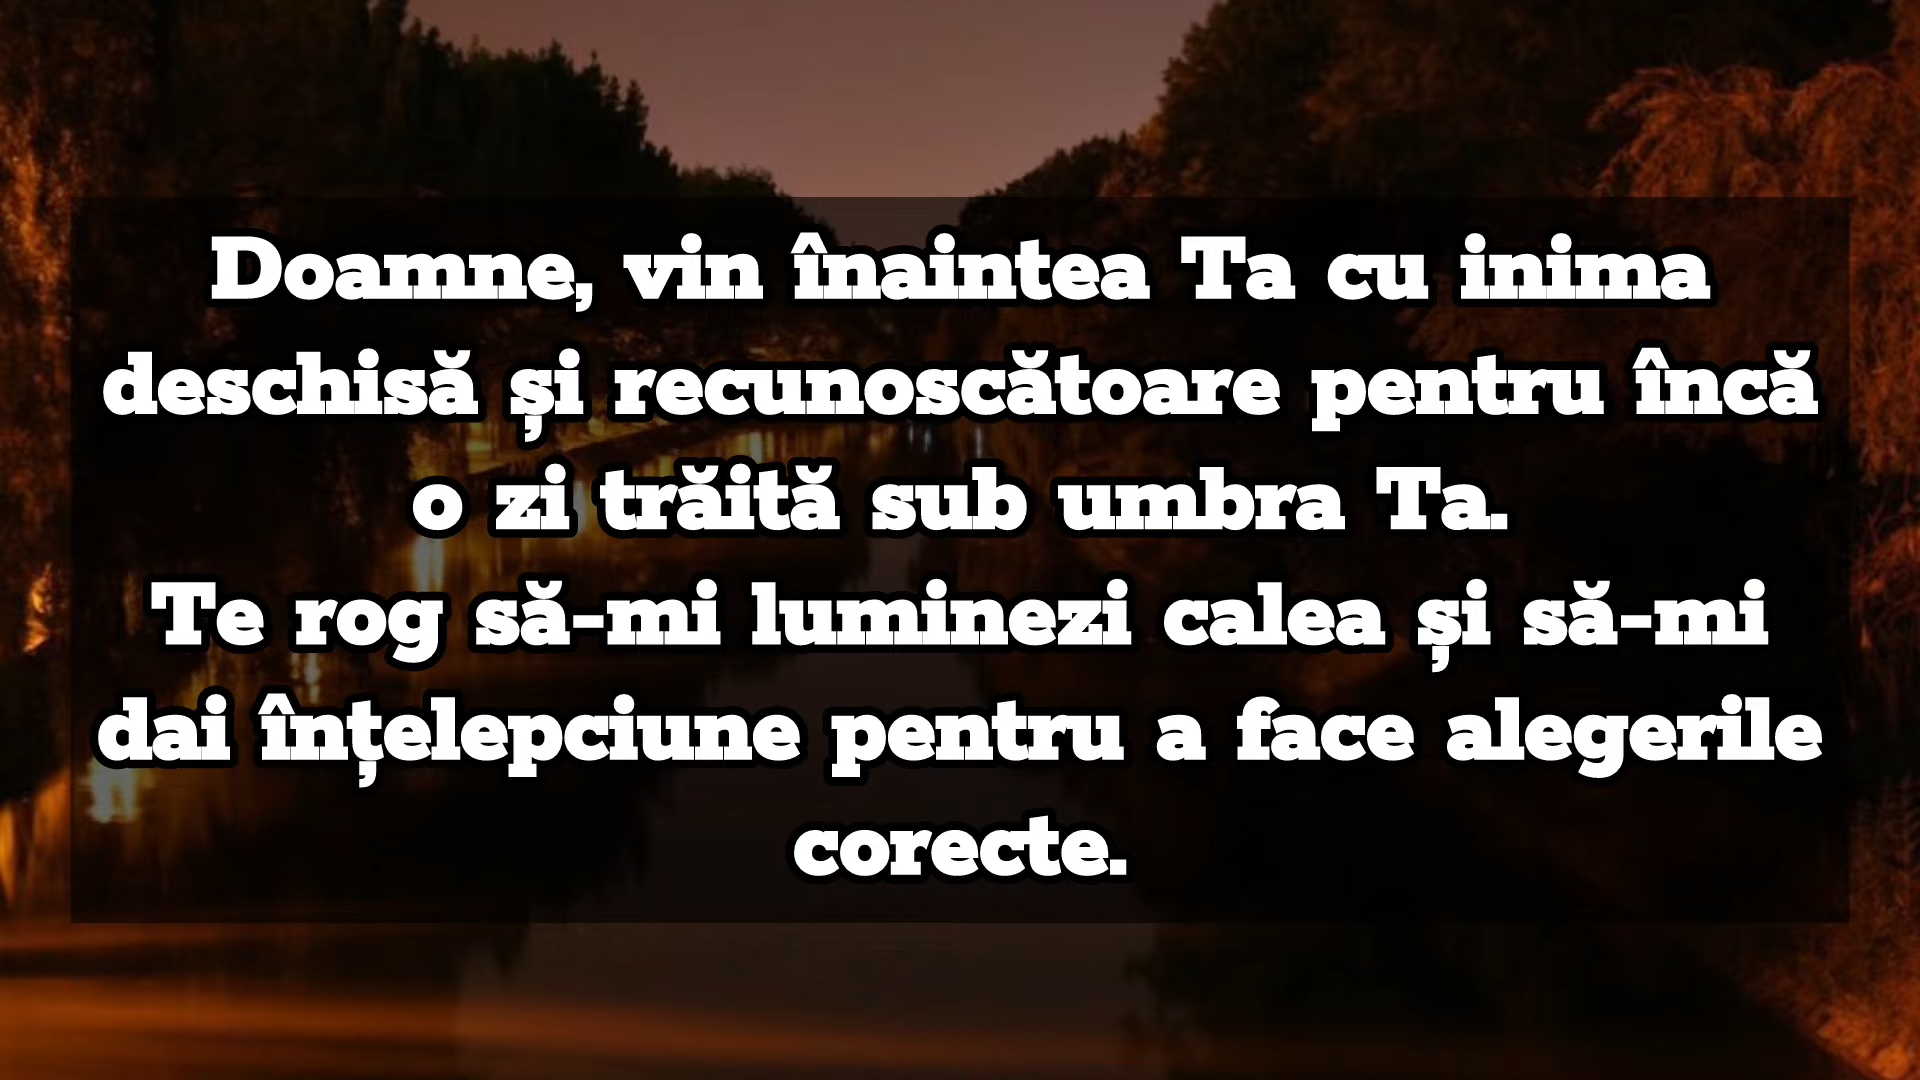 Doamne, vin înaintea Ta cu inima
deschisă și recunoscătoare pentru încă
o zi trăită sub umbra Ta.
Te rog să-mi luminezi calea și să-mi
dai înțelepciune pentru a face alegerile
corecte.